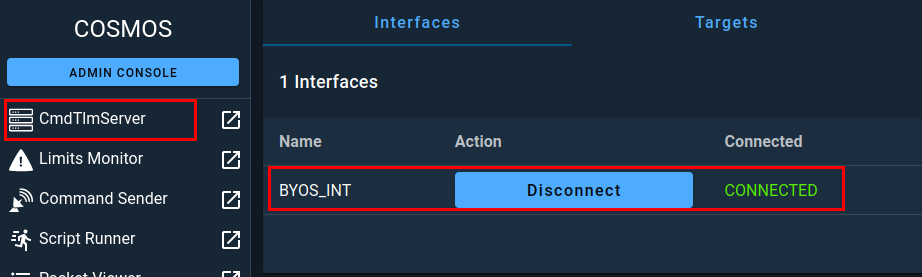 COSMOS
ADMIN CONSOLE
CmdTlmServer
Limits Monitor
Command Sender
Script Runner
Packet Viewer
Interfaces Targets
1 Interfaces
Name Action Connected
BYOS_INT Disconnect CONNECTED